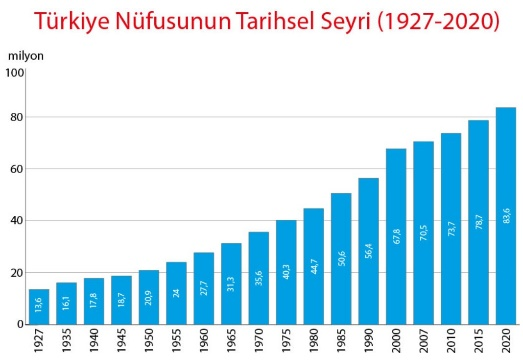 Türkiye Nüfusunun Tarihsel Seyri (1927-2020)
milyon
100
80
60
40
20
0
13,6 16,1 17,8 18,7 20,9 24 27,7 31,3 35,6 40,3 44,7 50,6 56,4 67,8 70,5 73,7 78,7 83,6
1927 1935 1940 1945 1950 1955 1960 1965 1970 1975 1980 1985 1990 2000 2007 2010 2015 2020